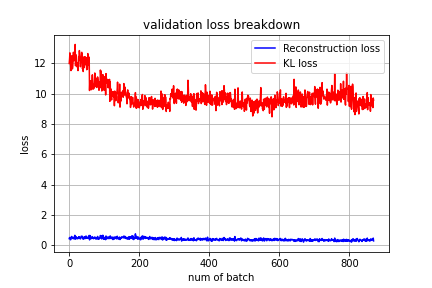 validation loss breakdown
Reconstruction loss
KL loss
loss
12
10
8
6
4
2
0
0 200 400 600 800
num of batch